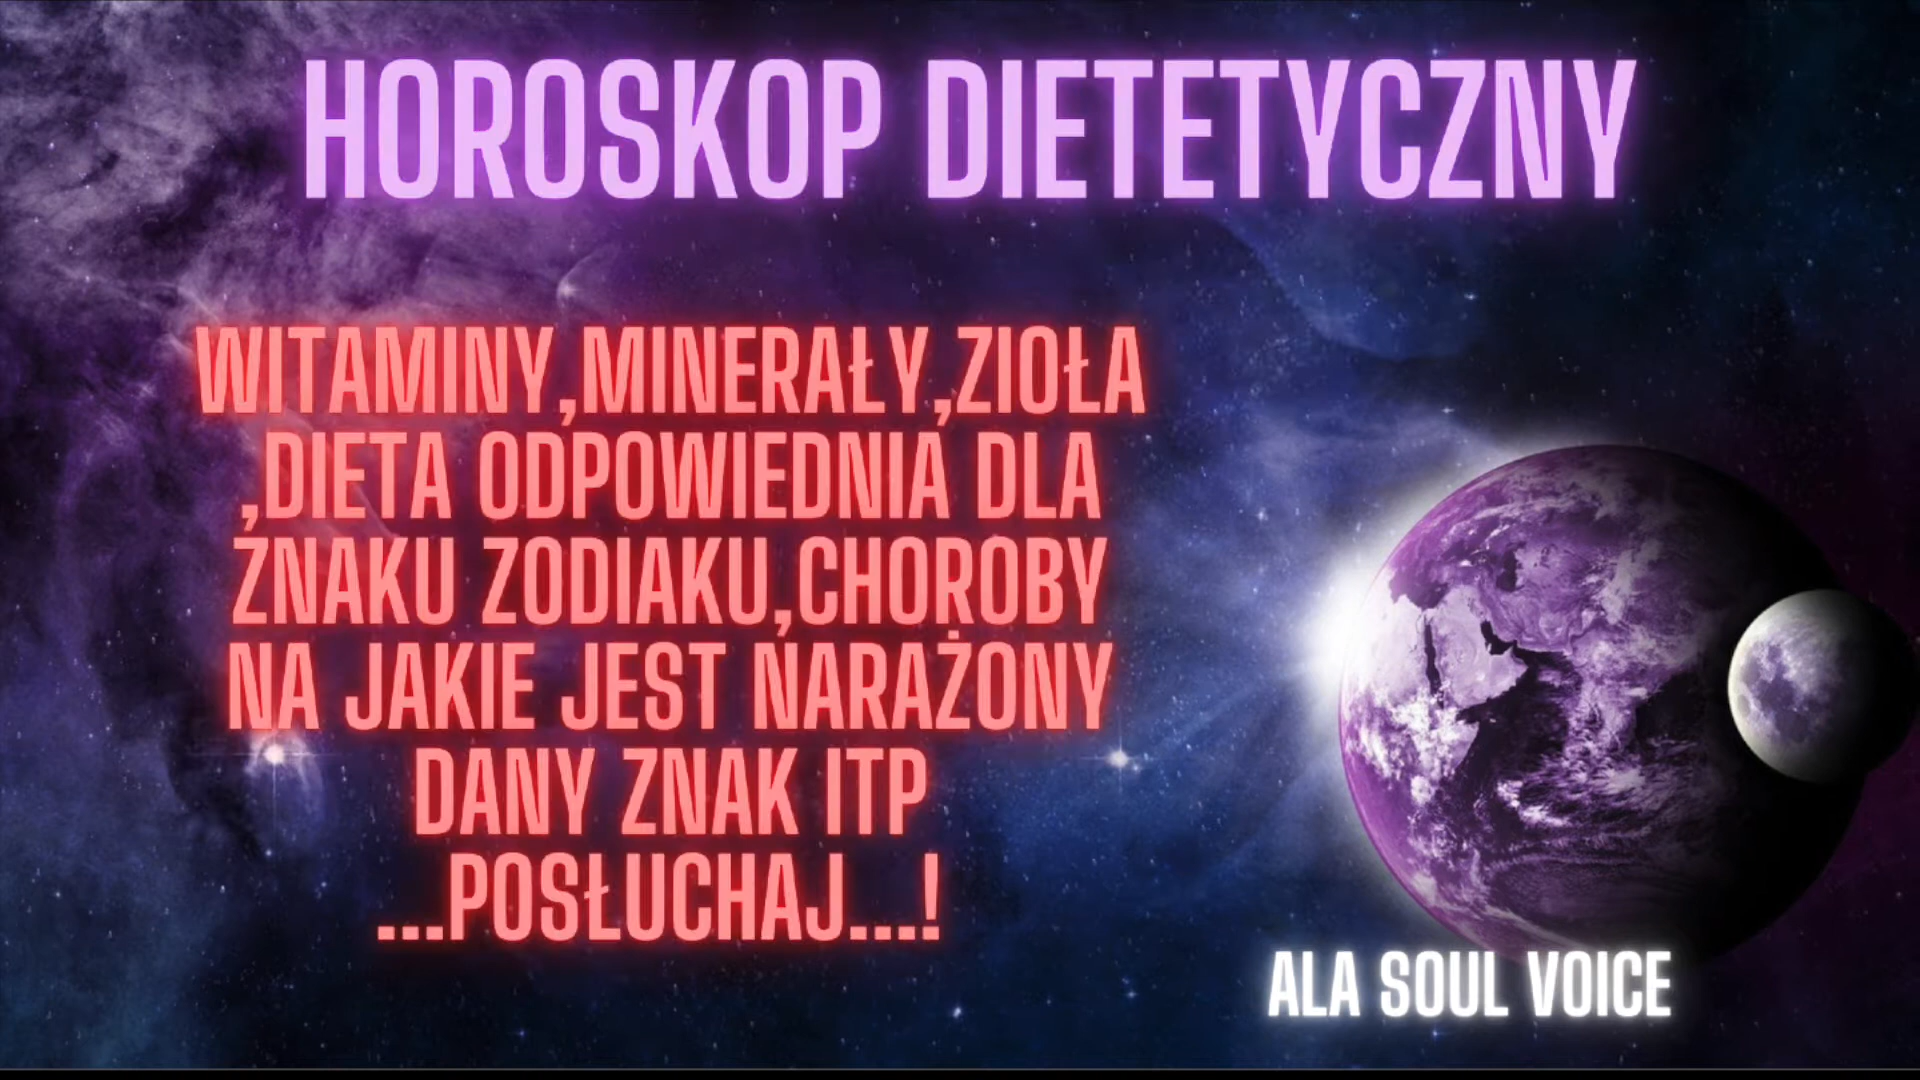 HOROSKOP DIETETYCZNY
WITAMINY,MINERAŁY,ZIOŁA
,DIETA ODPOWIEDNIA DLA
ZNAKU ZODIAKU,CHOROBY
NA JAKIE JEST NARAŻONY
DANY ZNAK ITP
...POSŁUCHAJ...!
ALA SOUL VOICE